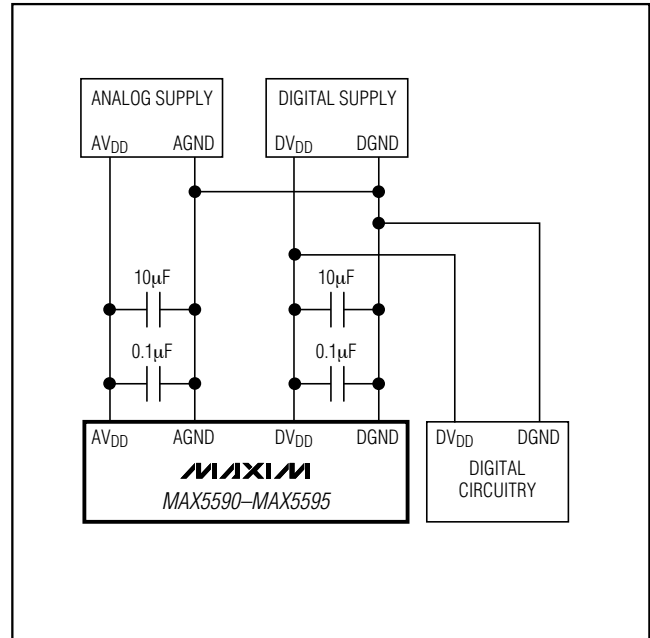 ANALOG SUPPLY
AVDD AGND
DIGITAL SUPPLY
DVDD DGND
10µF
10µF
0.1µF
0.1µF
AVDD AGND DVDD DGND
MAXIM
MAX5590–MAX5595
DVDD DGND
DIGITAL
CIRCUITRY